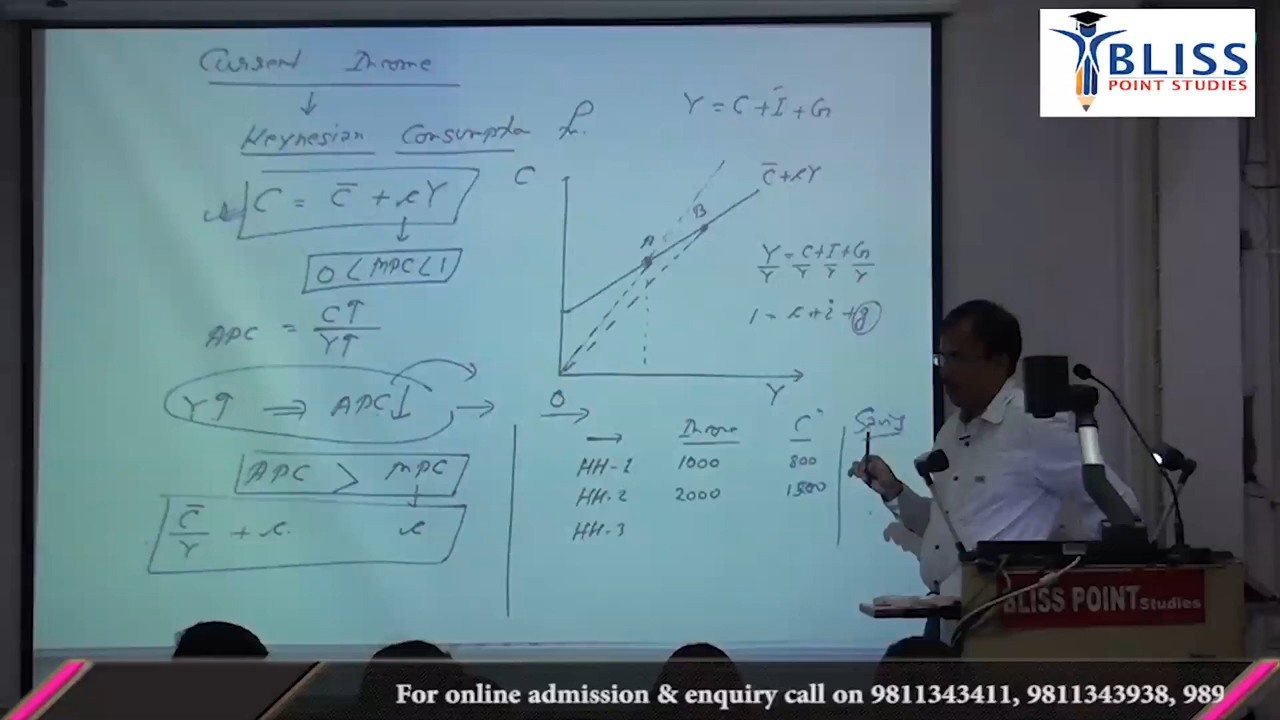 BLISS
POINT STUDIES
Current Income
↓
Keynesian Consumption f.
C = C̄ + cY
↓
0 < MPC < 1
APC = C↑ / Y↑
Y↑ ⇒ APC↓ →
APC > MPC
C̄/Y + c c
Y = C + Ī + G
C
C̄ + cY
A
B
O
Y
Y/Y = C/Y + I/Y + G/Y
1 = c + i + g
Income C Saving
HH-1 1000 800
HH-2 2000 1500
HH-3
BLISS POINT Studies
For online admission & enquiry call on 9811343411, 9811343938, 989